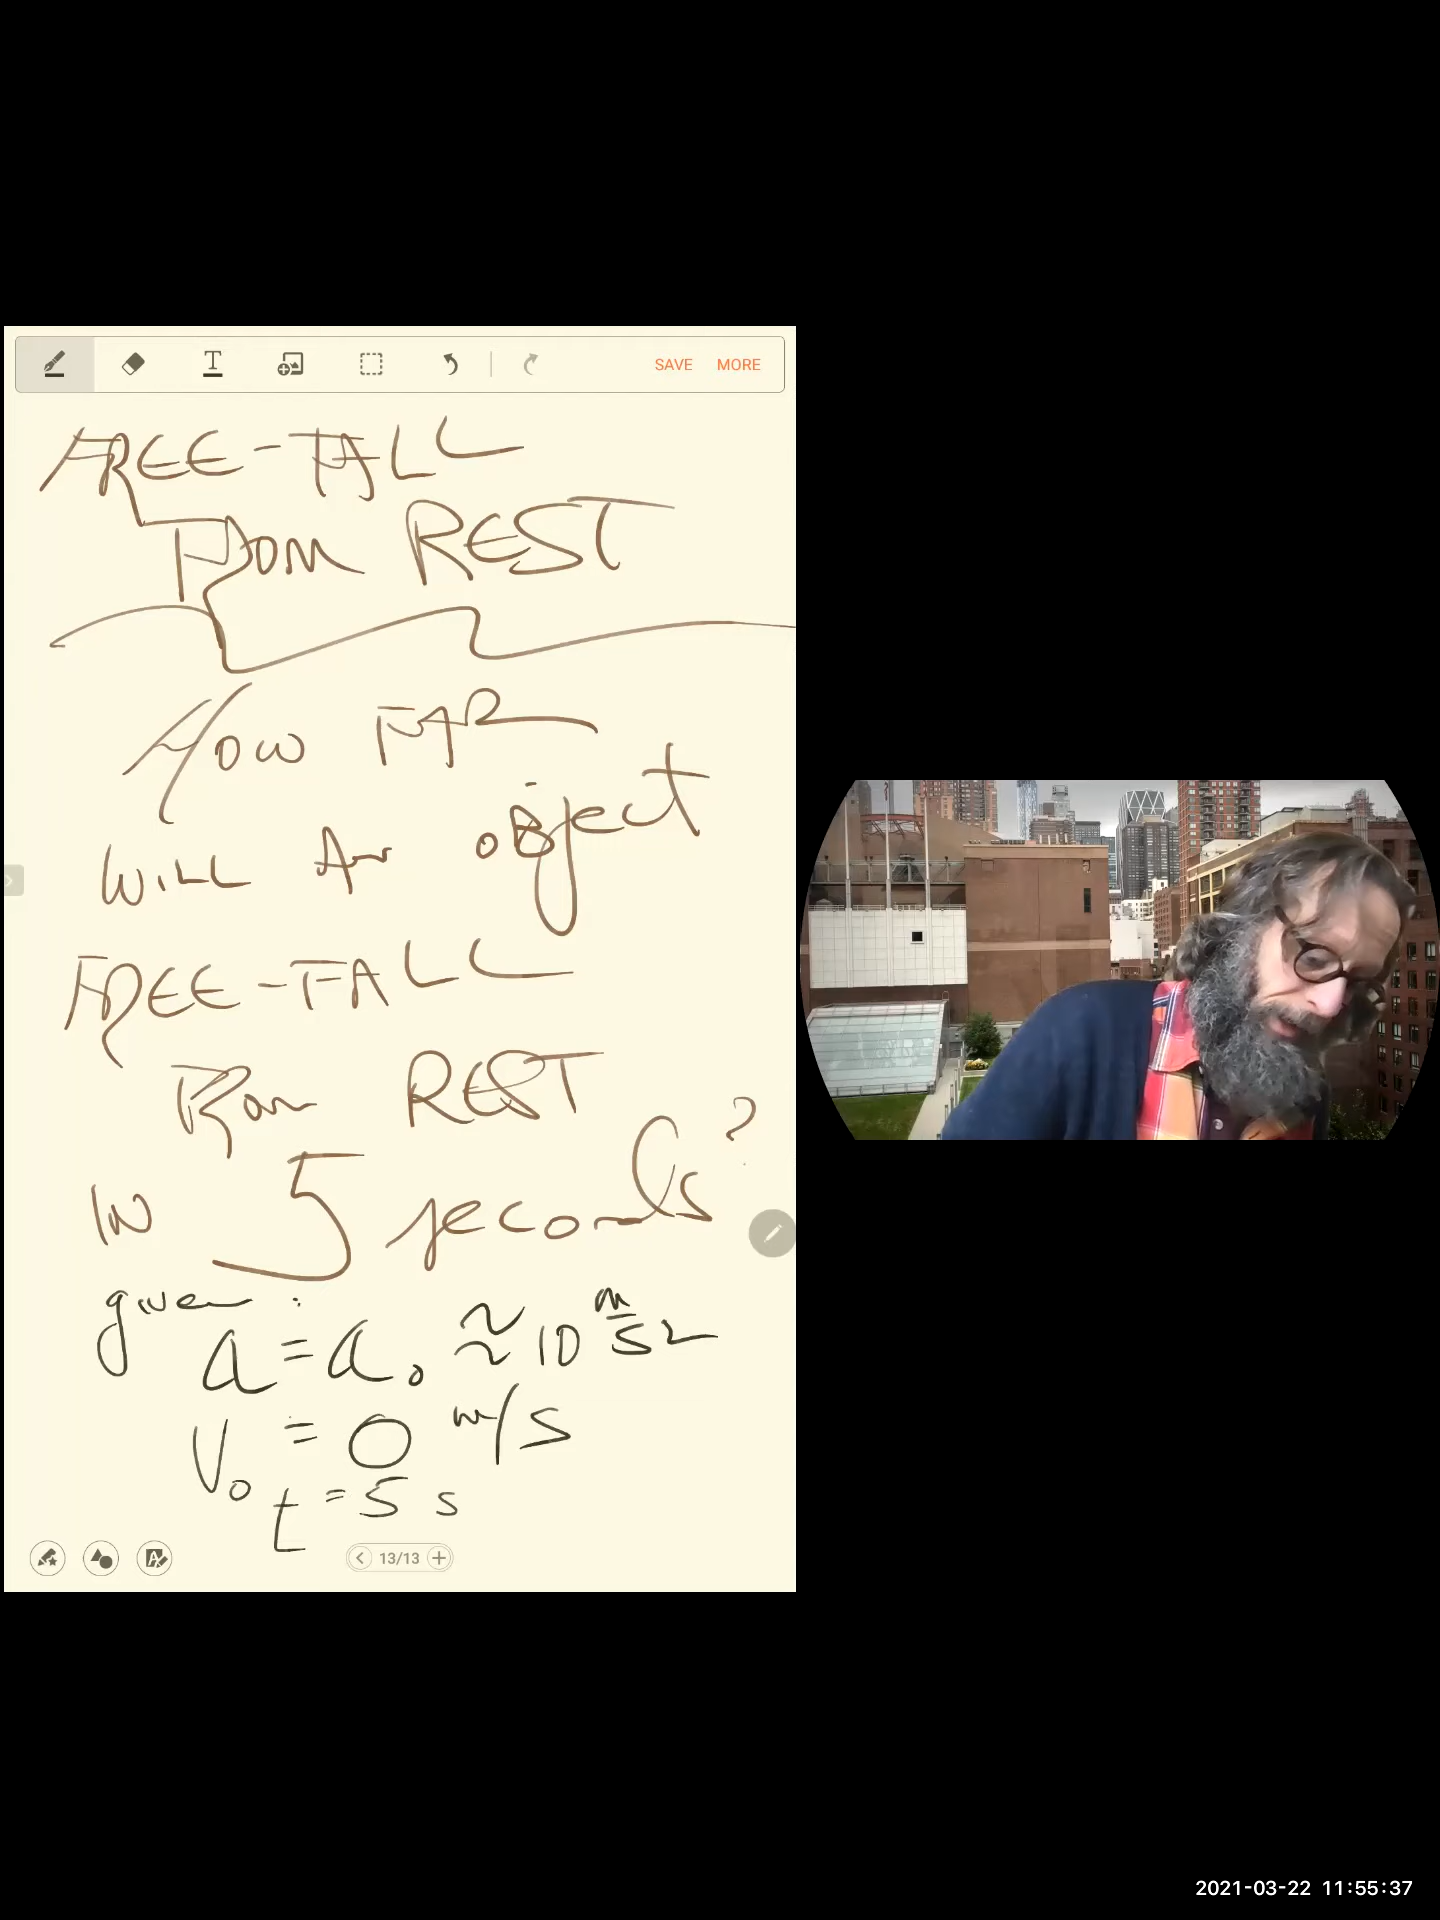 T
SAVE MORE
FREE-FALL
FROM REST
HOW FAR
WILL AN OBJECT
FREE-FALL
FROM REST
IN 5 seconds?
given:
a = a₀ ≈ 10 m/s²
V₀ = 0 m/s
t = 5 s
A
13/13
2021-03-22 11:55:37